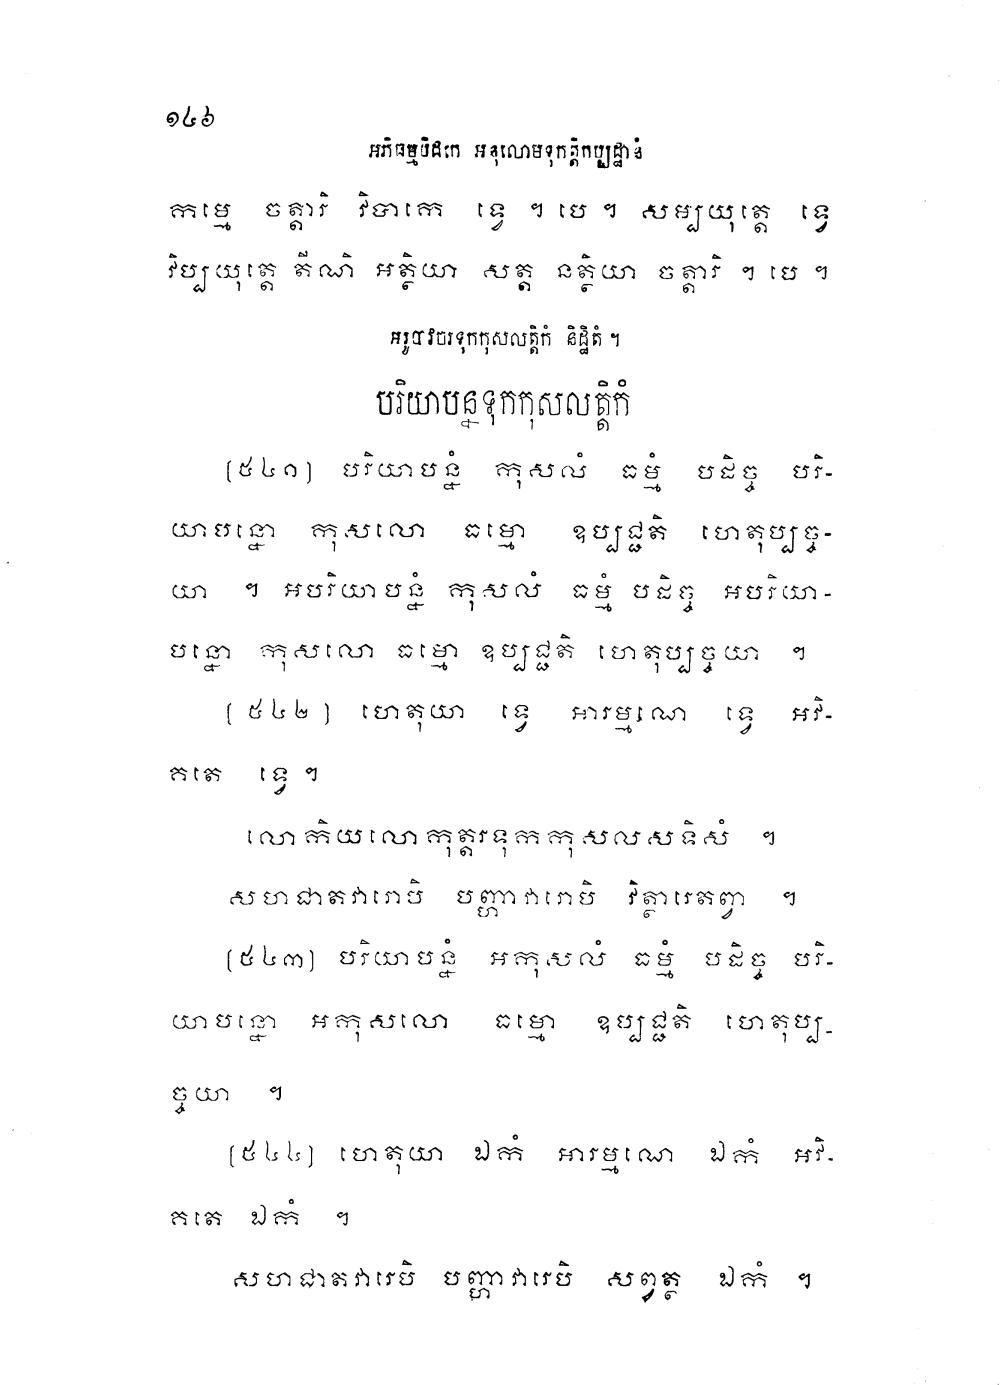 ១៤៦
អភិធម្មបិដកេ អនុលោមទុកត្តិកប្បដ្ឋានំ
កម្មេ ចត្តារិ វិបាកេ ទ្វេ ។ បេ ។ សម្បយុត្តេ ទ្វេ
វិប្បយុត្តេ តីណិ អត្ថិយា សត្ត នត្ថិយា ចត្តារិ ។ បេ ។
អរូបាវចរទុកកុសលត្តិកំ និដ្ឋិតំ ។
បរិយាបន្នទុកកុសលត្តិកំ
(៥៤១) បរិយាបន្នំ កុសលំ ធម្មំ បដិច្ច បរិ-
យាបន្នោ កុសលោ ធម្មោ ឧប្បជ្ជតិ ហេតុប្បច្ច-
យា ។ អបរិយាបន្នំ កុសលំ ធម្មំ បដិច្ច អបរិយា-
បន្នោ កុសលោ ធម្មោ ឧប្បជ្ជតិ ហេតុប្បច្ចយា ។
(៥៤២) ហេតុយា ទ្វេ អារម្មណេ ទ្វេ អវិ-
គតេ ទ្វេ ។
លោកិយលោកុត្តរទុកកុសលសទិសំ ។
សហជាតវារោបិ បញ្ហាវារោបិ វិត្ថារេតព្វា ។
(៥៤៣) បរិយាបន្នំ អកុសលំ ធម្មំ បដិច្ច បរិ-
យាបន្នោ អកុសលោ ធម្មោ ឧប្បជ្ជតិ ហេតុប្ប-
ច្ចយា ។
(៥៤៤) ហេតុយា ឯកំ អារម្មណេ ឯកំ អវិ-
គតេ ឯកំ ។
សហជាតវារេបិ បញ្ហាវារេបិ សព្វត្ថ ឯកំ ។